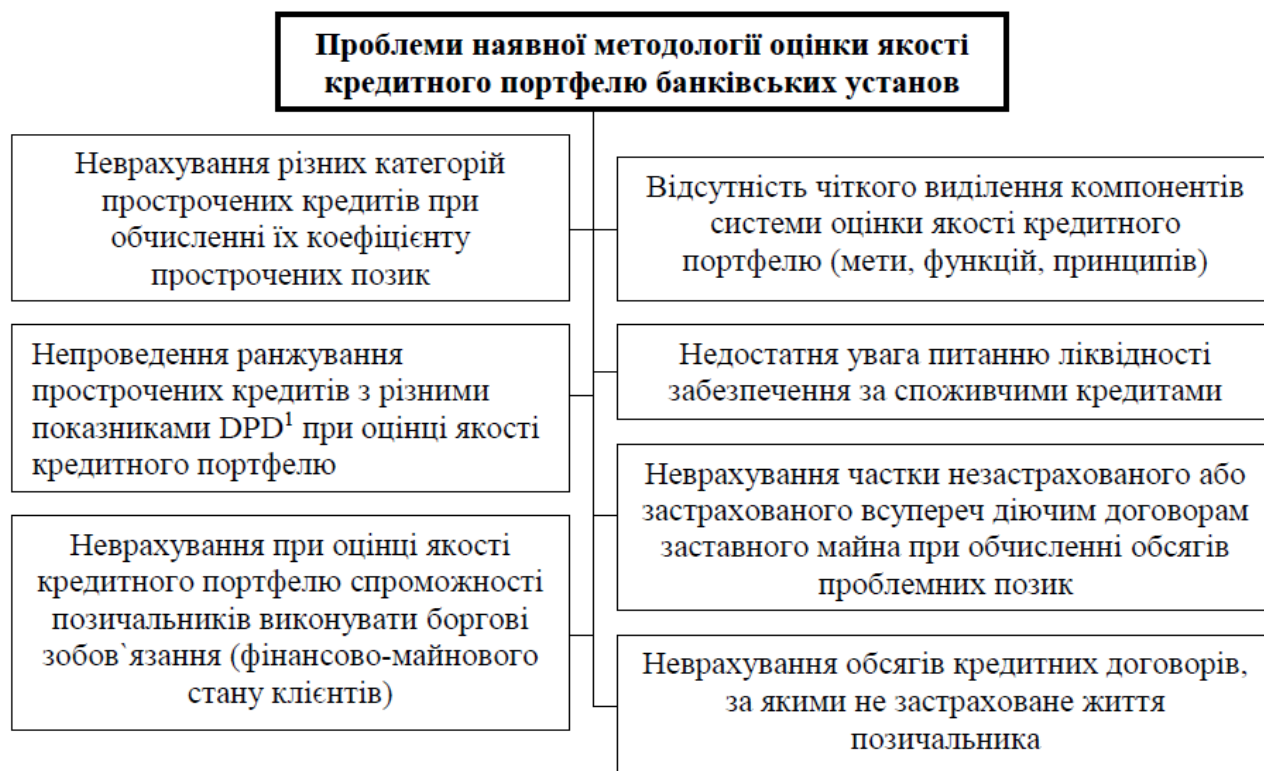 Проблеми наявної методології оцінки якості
кредитного портфелю банківських установ
Неврахування різних категорій
прострочених кредитів при
обчисленні їх коефіцієнту
прострочених позик
Непроведення ранжування
прострочених кредитів з різними
показниками DPD¹ при оцінці якості
кредитного портфелю
Неврахування при оцінці якості
кредитного портфелю спроможності
позичальників виконувати боргові
зобов`язання (фінансово-майнового
стану клієнтів)
Відсутність чіткого виділення компонентів
системи оцінки якості кредитного
портфелю (мети, функцій, принципів)
Недостатня увага питанню ліквідності
забезпечення за споживчими кредитами
Неврахування частки незастрахованого або
застрахованого всупереч діючим договорам
заставного майна при обчисленні обсягів
проблемних позик
Неврахування обсягів кредитних договорів,
за якими не застраховане життя
позичальника